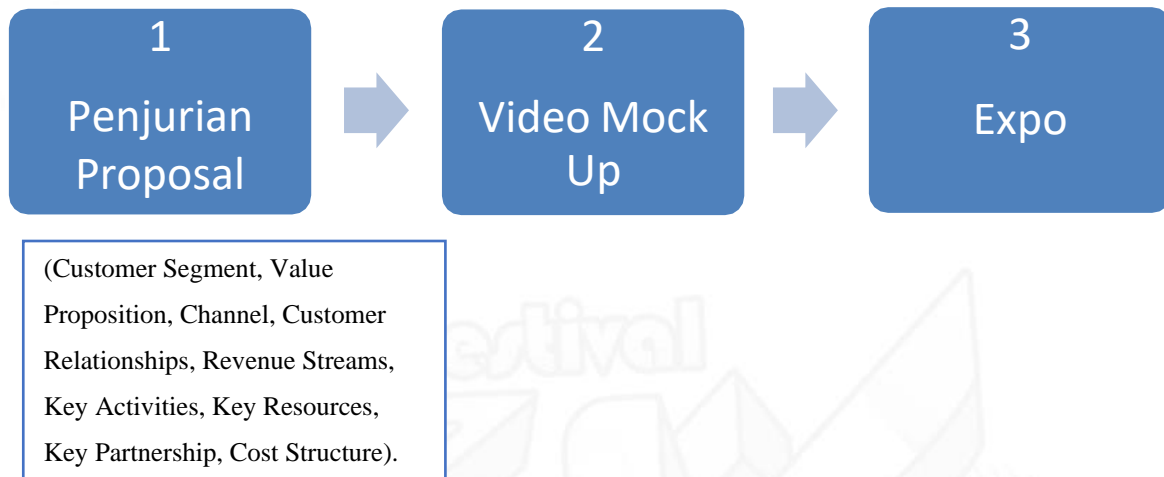 1
Penjurian
Proposal
2
Video Mock
Up
3
Expo
(Customer Segment, Value
Proposition, Channel, Customer
Relationships, Revenue Streams,
Key Activities, Key Resources,
Key Partnership, Cost Structure).